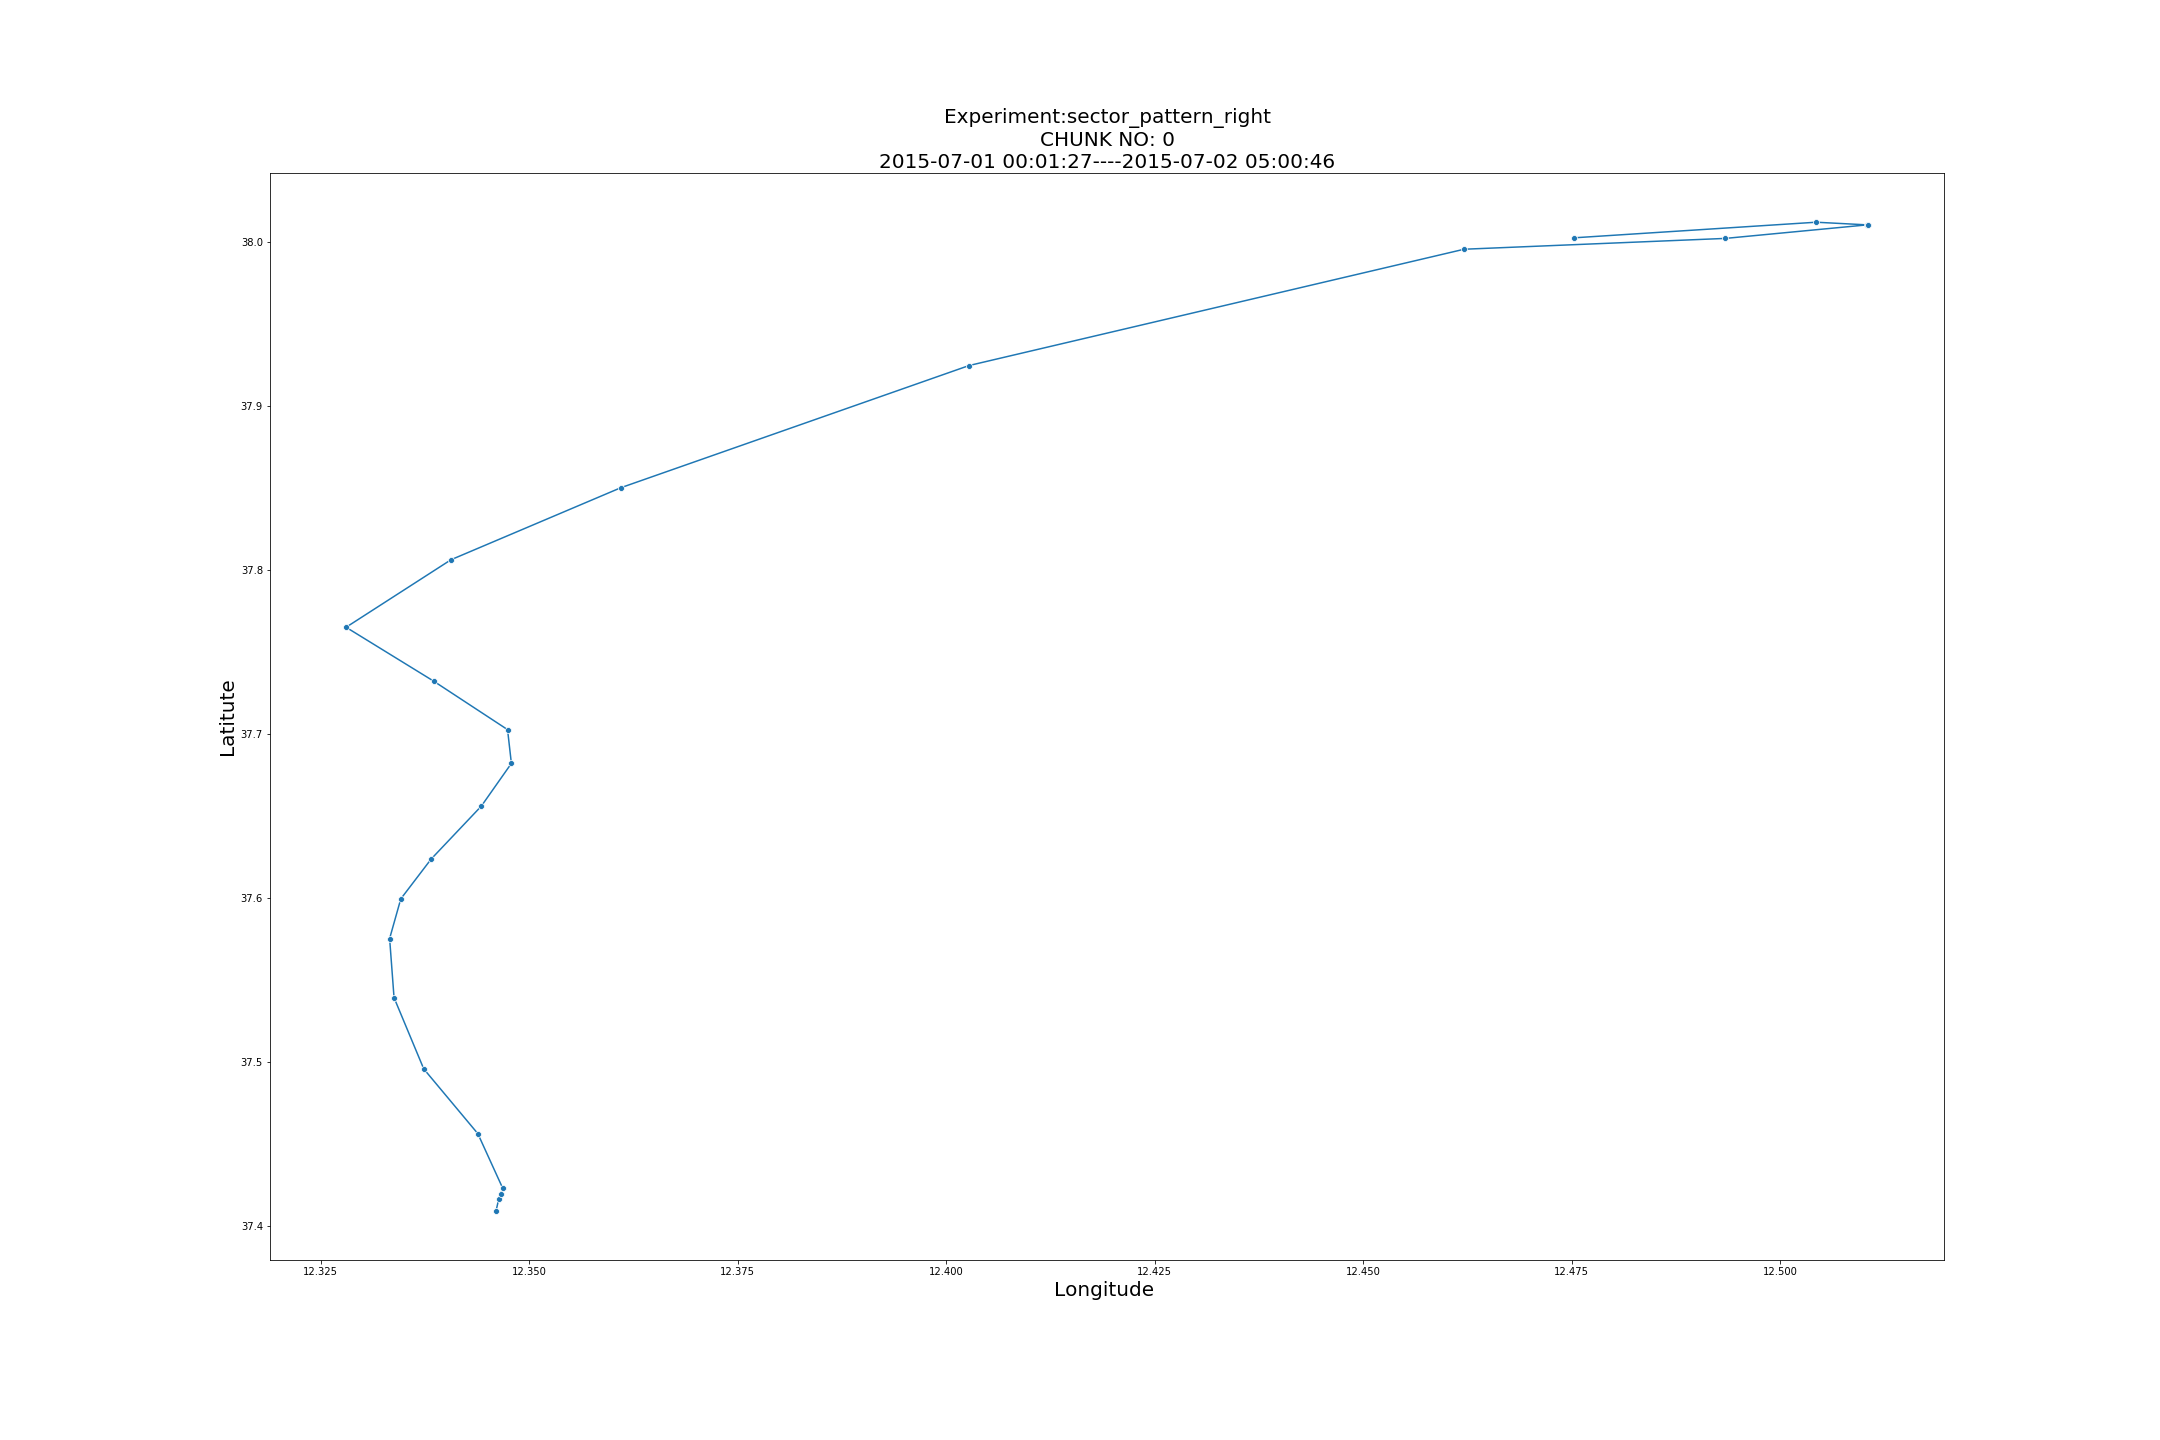 Experiment:sector_pattern_right
CHUNK NO: 0
2015-07-01 00:01:27----2015-07-02 05:00:46
38.0
37.9
37.8
37.7
37.6
37.5
37.4
Latitute
12.325 12.350 12.375 12.400 12.425 12.450 12.475 12.500
Longitude